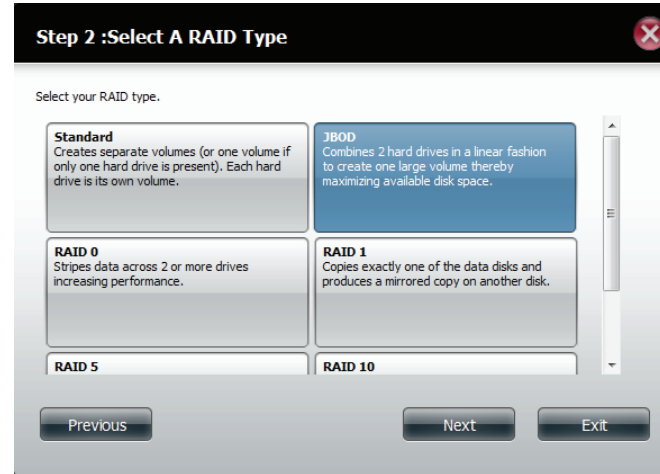 Step 2 :Select A RAID Type
Select your RAID type.
Standard
Creates separate volumes (or one volume if
only one hard drive is present). Each hard
drive is its own volume.
JBOD
Combines 2 hard drives in a linear fashion
to create one large volume thereby
maximizing available disk space.
RAID 0
Stripes data across 2 or more drives
increasing performance.
RAID 1
Copies exactly one of the data disks and
produces a mirrored copy on another disk.
RAID 5
RAID 10
Previous
Next
Exit